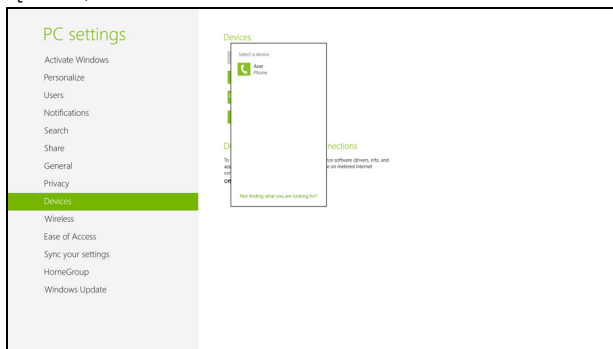 PC settings
Activate Windows
Personalize
Users
Notifications
Search
Share
General
Privacy
Devices
Wireless
Ease of Access
Sync your settings
HomeGroup
Windows Update
Devices
Select a device
Acer
Phone
Not finding what you are looking for?
nections
To
nce software (drivers, info, and
app
e on metered Internet